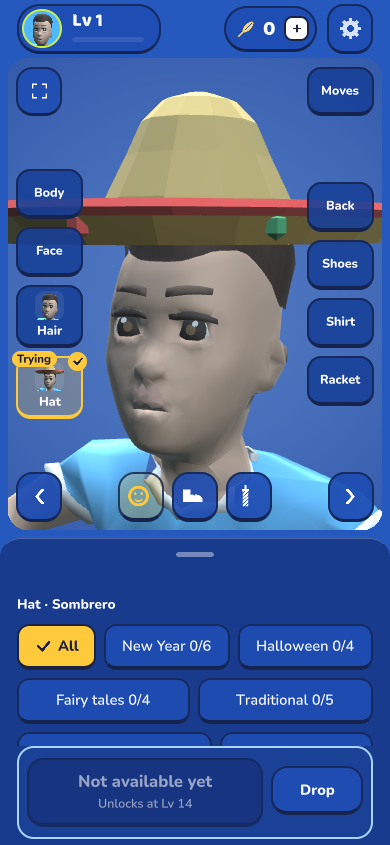 Lv 1
0
+
Moves
Body
Back
Face
Shoes
Hair
Shirt
Trying
Hat
Racket
Hat · Sombrero
All
New Year 0/6
Halloween 0/4
Fairy tales 0/4
Traditional 0/5
Not available yet
Unlocks at Lv 14
Drop